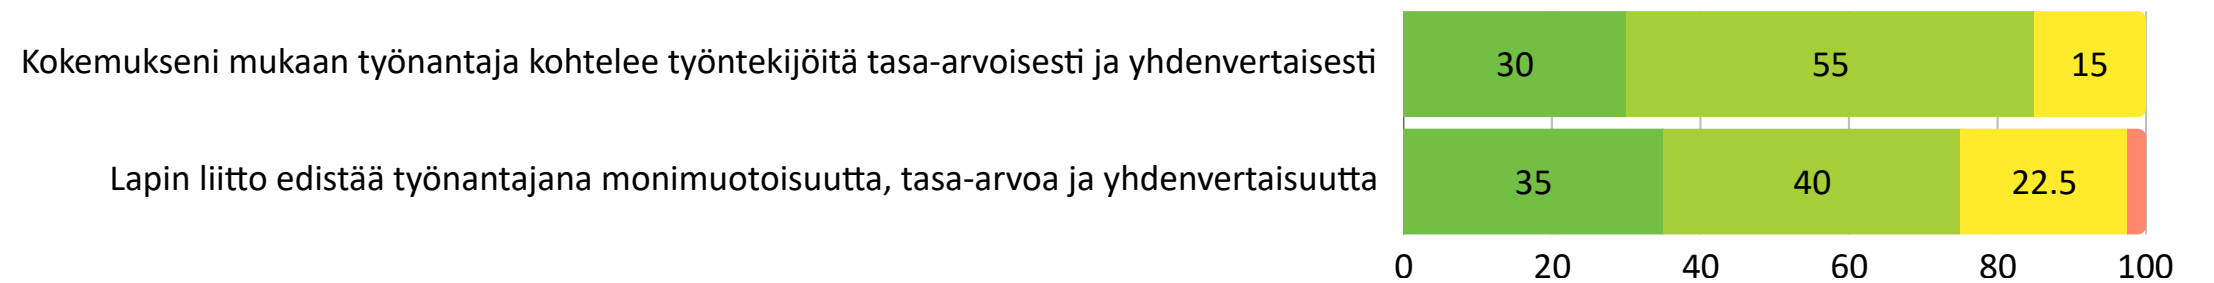 Kokemukseni mukaan työnantaja kohtelee työntekijöitä tasa-arvoisesti ja yhdenvertaisesti 30 55 15
Lapin liitto edistää työnantajana monimuotoisuutta, tasa-arvoa ja yhdenvertaisuutta 35 40 22.5
0 20 40 60 80 100